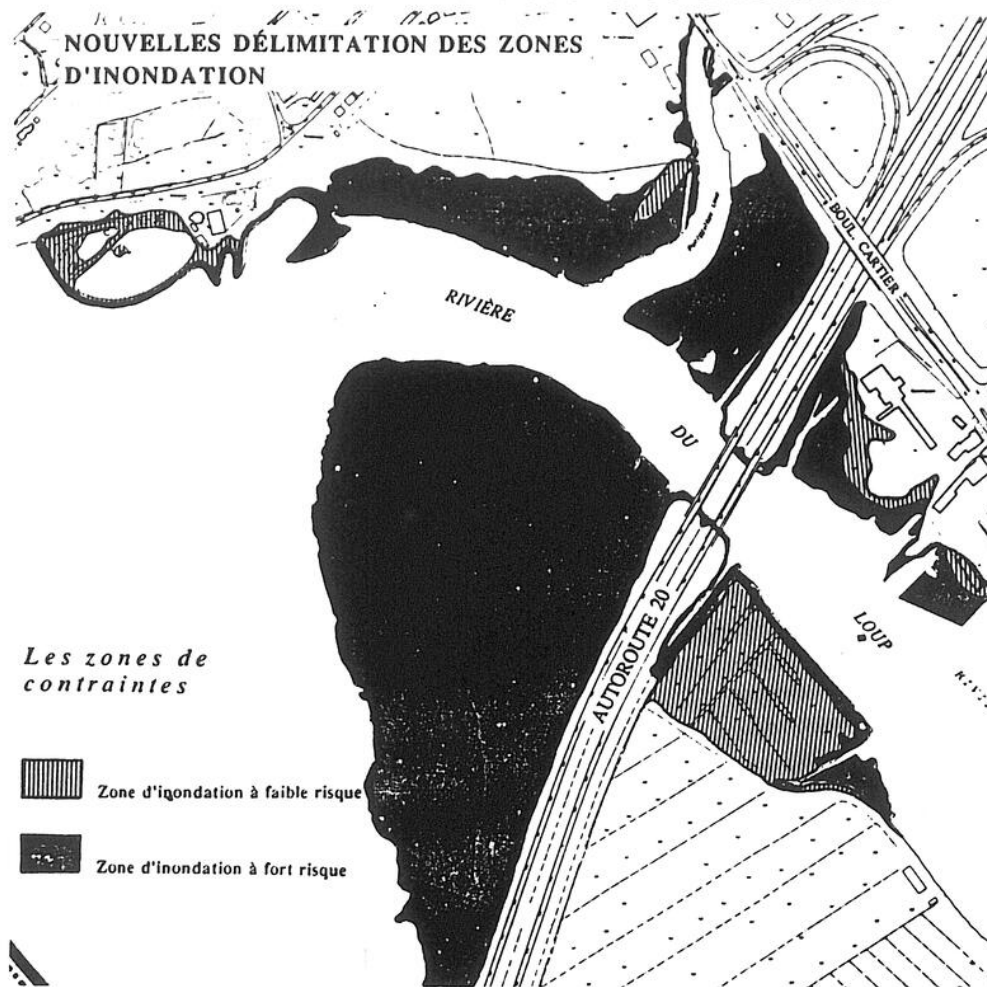 NOUVELLES DÉLIMITATION DES ZONES
D'INONDATION
BOUL CARTIER
RIVIÈRE
DU
LOUP
AUTOROUTE 20
Les zones de
contraintes
Zone d'inondation à faible risque
Zone d'inondation à fort risque